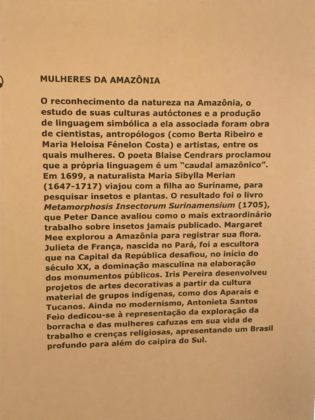 MULHERES DA AMAZÔNIA
O reconhecimento da natureza na Amazônia, o
estudo de suas culturas autóctones e a produção
de linguagem simbólica a ela associada foram obra
de cientistas, antropólogos (como Berta Ribeiro e
Maria Heloisa Fénelon Costa) e artistas, entre os
quais mulheres. O poeta Blaise Cendrars proclamou
que a própria linguagem é um “caudal amazônico”.
Em 1699, a naturalista Maria Sibylla Merian
(1647-1717) viajou com a filha ao Suriname, para
pesquisar insetos e plantas. O resultado foi o livro
Metamorphosis Insectorum Surinamensium (1705),
que Peter Dance avaliou como o mais extraordinário
trabalho sobre insetos jamais publicado. Margaret
Mee explorou a Amazônia para registrar sua flora.
Julieta de França, nascida no Pará, foi a escultora
que na Capital da República desafiou, no início do
século XX, a dominação masculina na elaboração
dos monumentos públicos. Iris Pereira desenvolveu
projetos de artes decorativas a partir da cultura
material de grupos indígenas, como dos Aparaís e
Tucanos. Ainda no modernismo, Antonieta Santos
Feio dedicou-se à representação da exploração da
borracha e das mulheres cafuzas em sua vida de
trabalho e crenças religiosas, apresentando um Brasil
profundo para além do caipira do Sul.